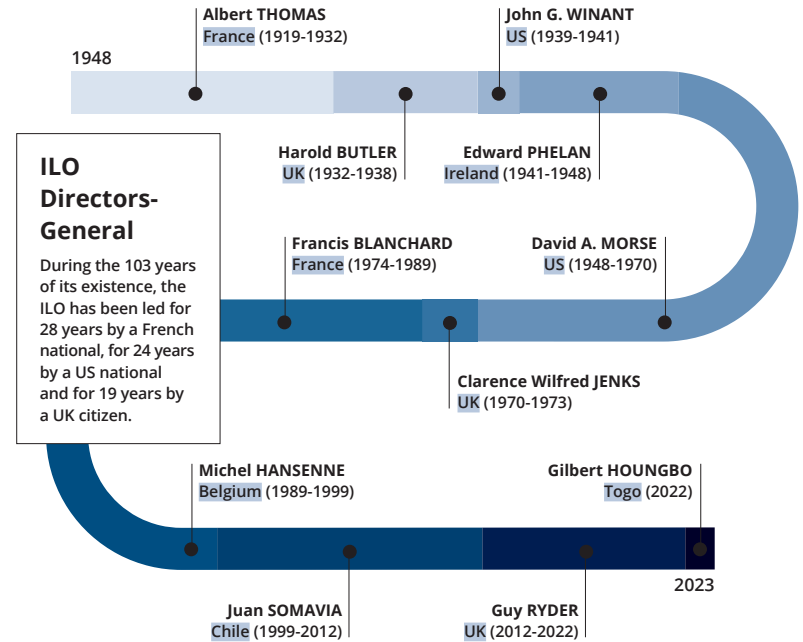 Albert THOMAS
France (1919-1932)
John G. WINANT
US (1939-1941)
1948
Harold BUTLER
UK (1932-1938)
Edward PHELAN
Ireland (1941-1948)
ILO
Directors-
General
During the 103 years
of its existence, the
ILO has been led for
28 years by a French
national, for 24 years
by a US national
and for 19 years by
a UK citizen.
Francis BLANCHARD
France (1974-1989)
David A. MORSE
US (1948-1970)
Clarence Wilfred JENKS
UK (1970-1973)
Michel HANSENNE
Belgium (1989-1999)
Gilbert HOUNGBO
Togo (2022)
2023
Juan SOMAVIA
Chile (1999-2012)
Guy RYDER
UK (2012-2022)